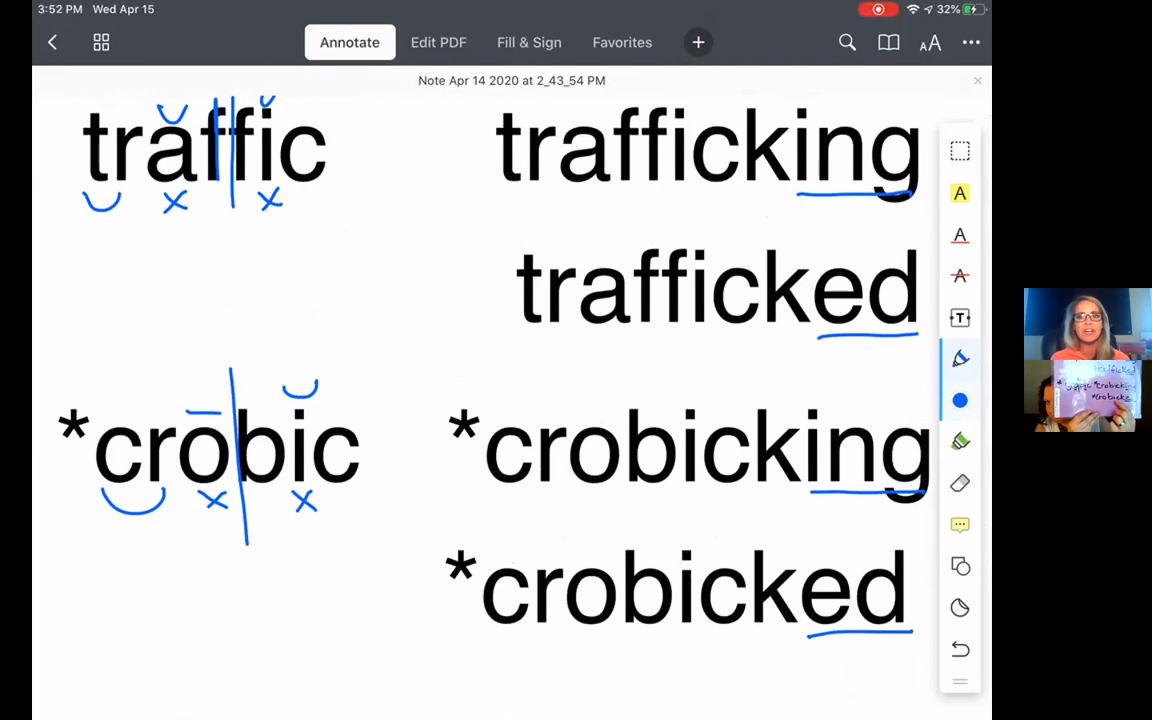 3:52 PM Wed Apr 15 32%
Annotate Edit PDF Fill & Sign Favorites
Note Apr 14 2020 at 2_43_54 PM
traffic trafficking
trafficked
*crobic *crobicking
*crobicked